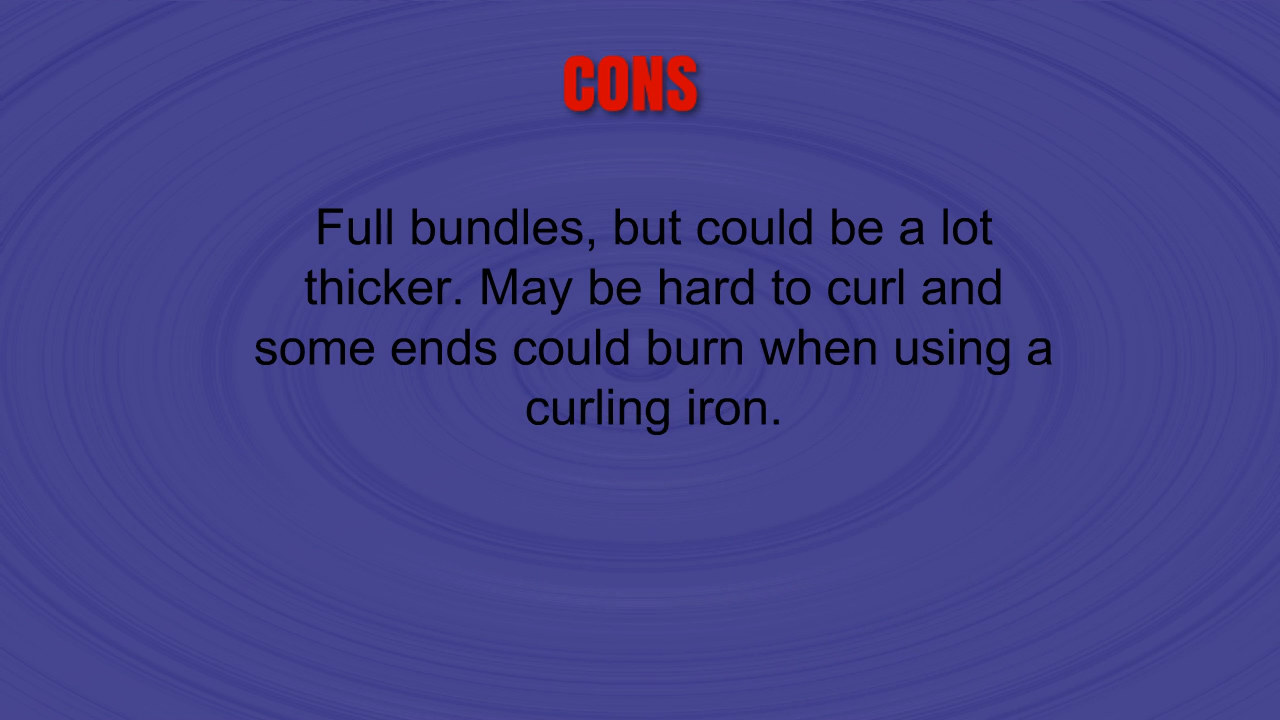 CONS
Full bundles, but could be a lot
thicker. May be hard to curl and
some ends could burn when using a
curling iron.